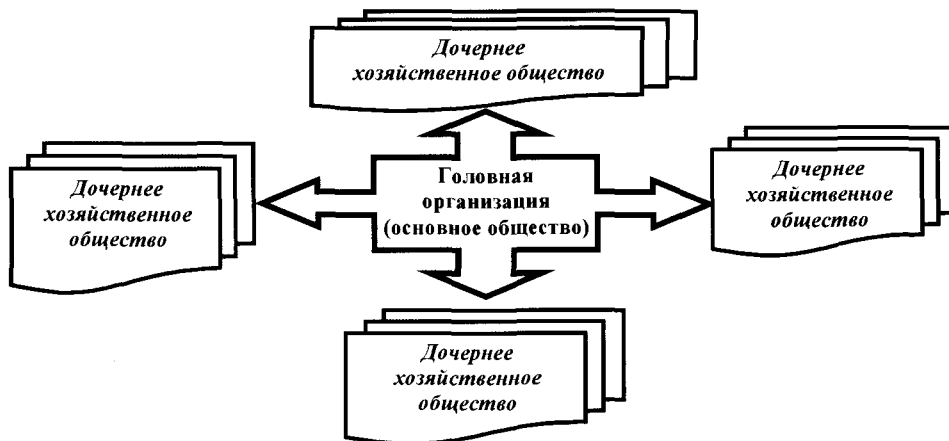 Дочернее
хозяйственное общество
Дочернее
хозяйственное
общество
Головная
организация
(основное общество)
Дочернее
хозяйственное
общество
Дочернее
хозяйственное
общество